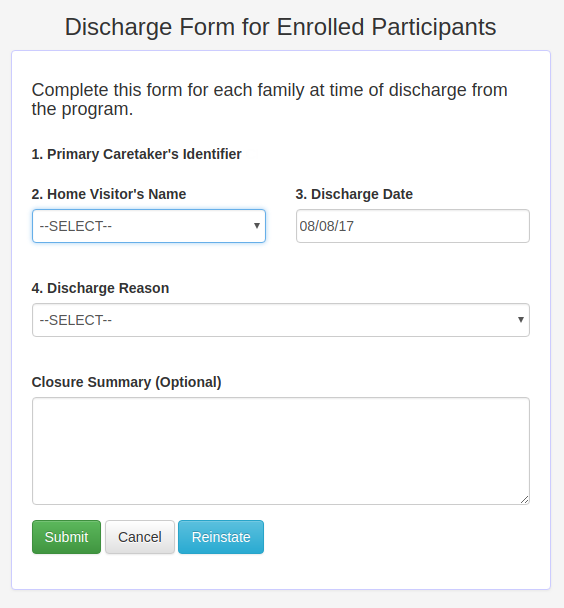 Discharge Form for Enrolled Participants
Complete this form for each family at time of discharge from
the program.
1. Primary Caretaker's Identifier
2. Home Visitor's Name
3. Discharge Date
--SELECT--
08/08/17
4. Discharge Reason
--SELECT--
Closure Summary (Optional)
Submit
Cancel
Reinstate